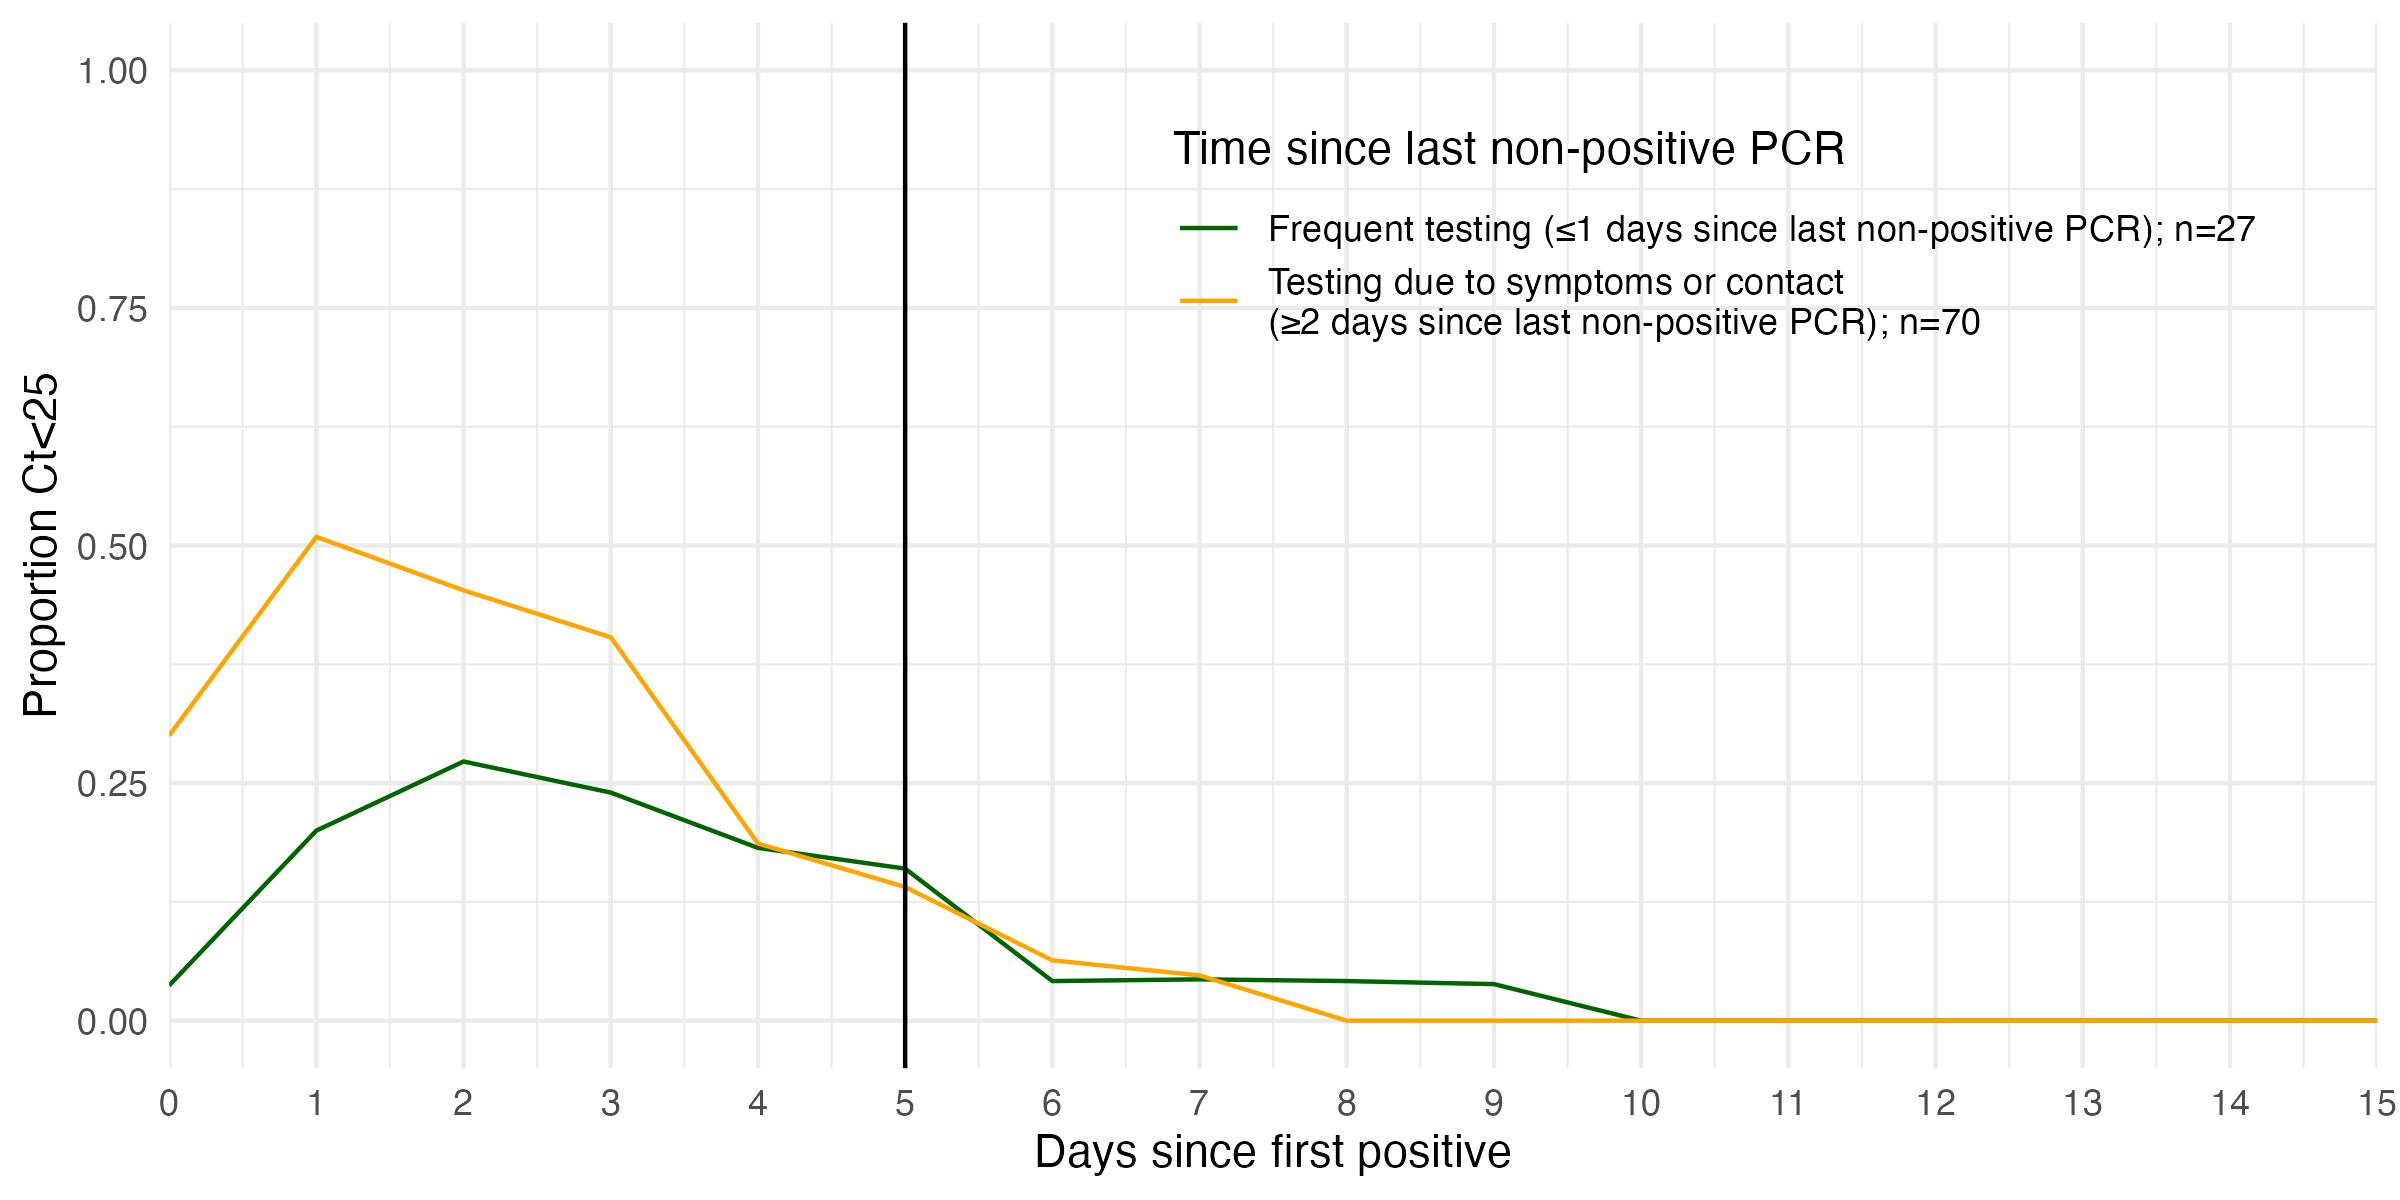 1.00
0.75
0.50
0.25
0.00
Proportion Ct<25
Time since last non-positive PCR
Frequent testing (≤1 days since last non-positive PCR); n=27
Testing due to symptoms or contact
(≥2 days since last non-positive PCR); n=70
0 1 2 3 4 5 6 7 8 9 10 11 12 13 14 15
Days since first positive